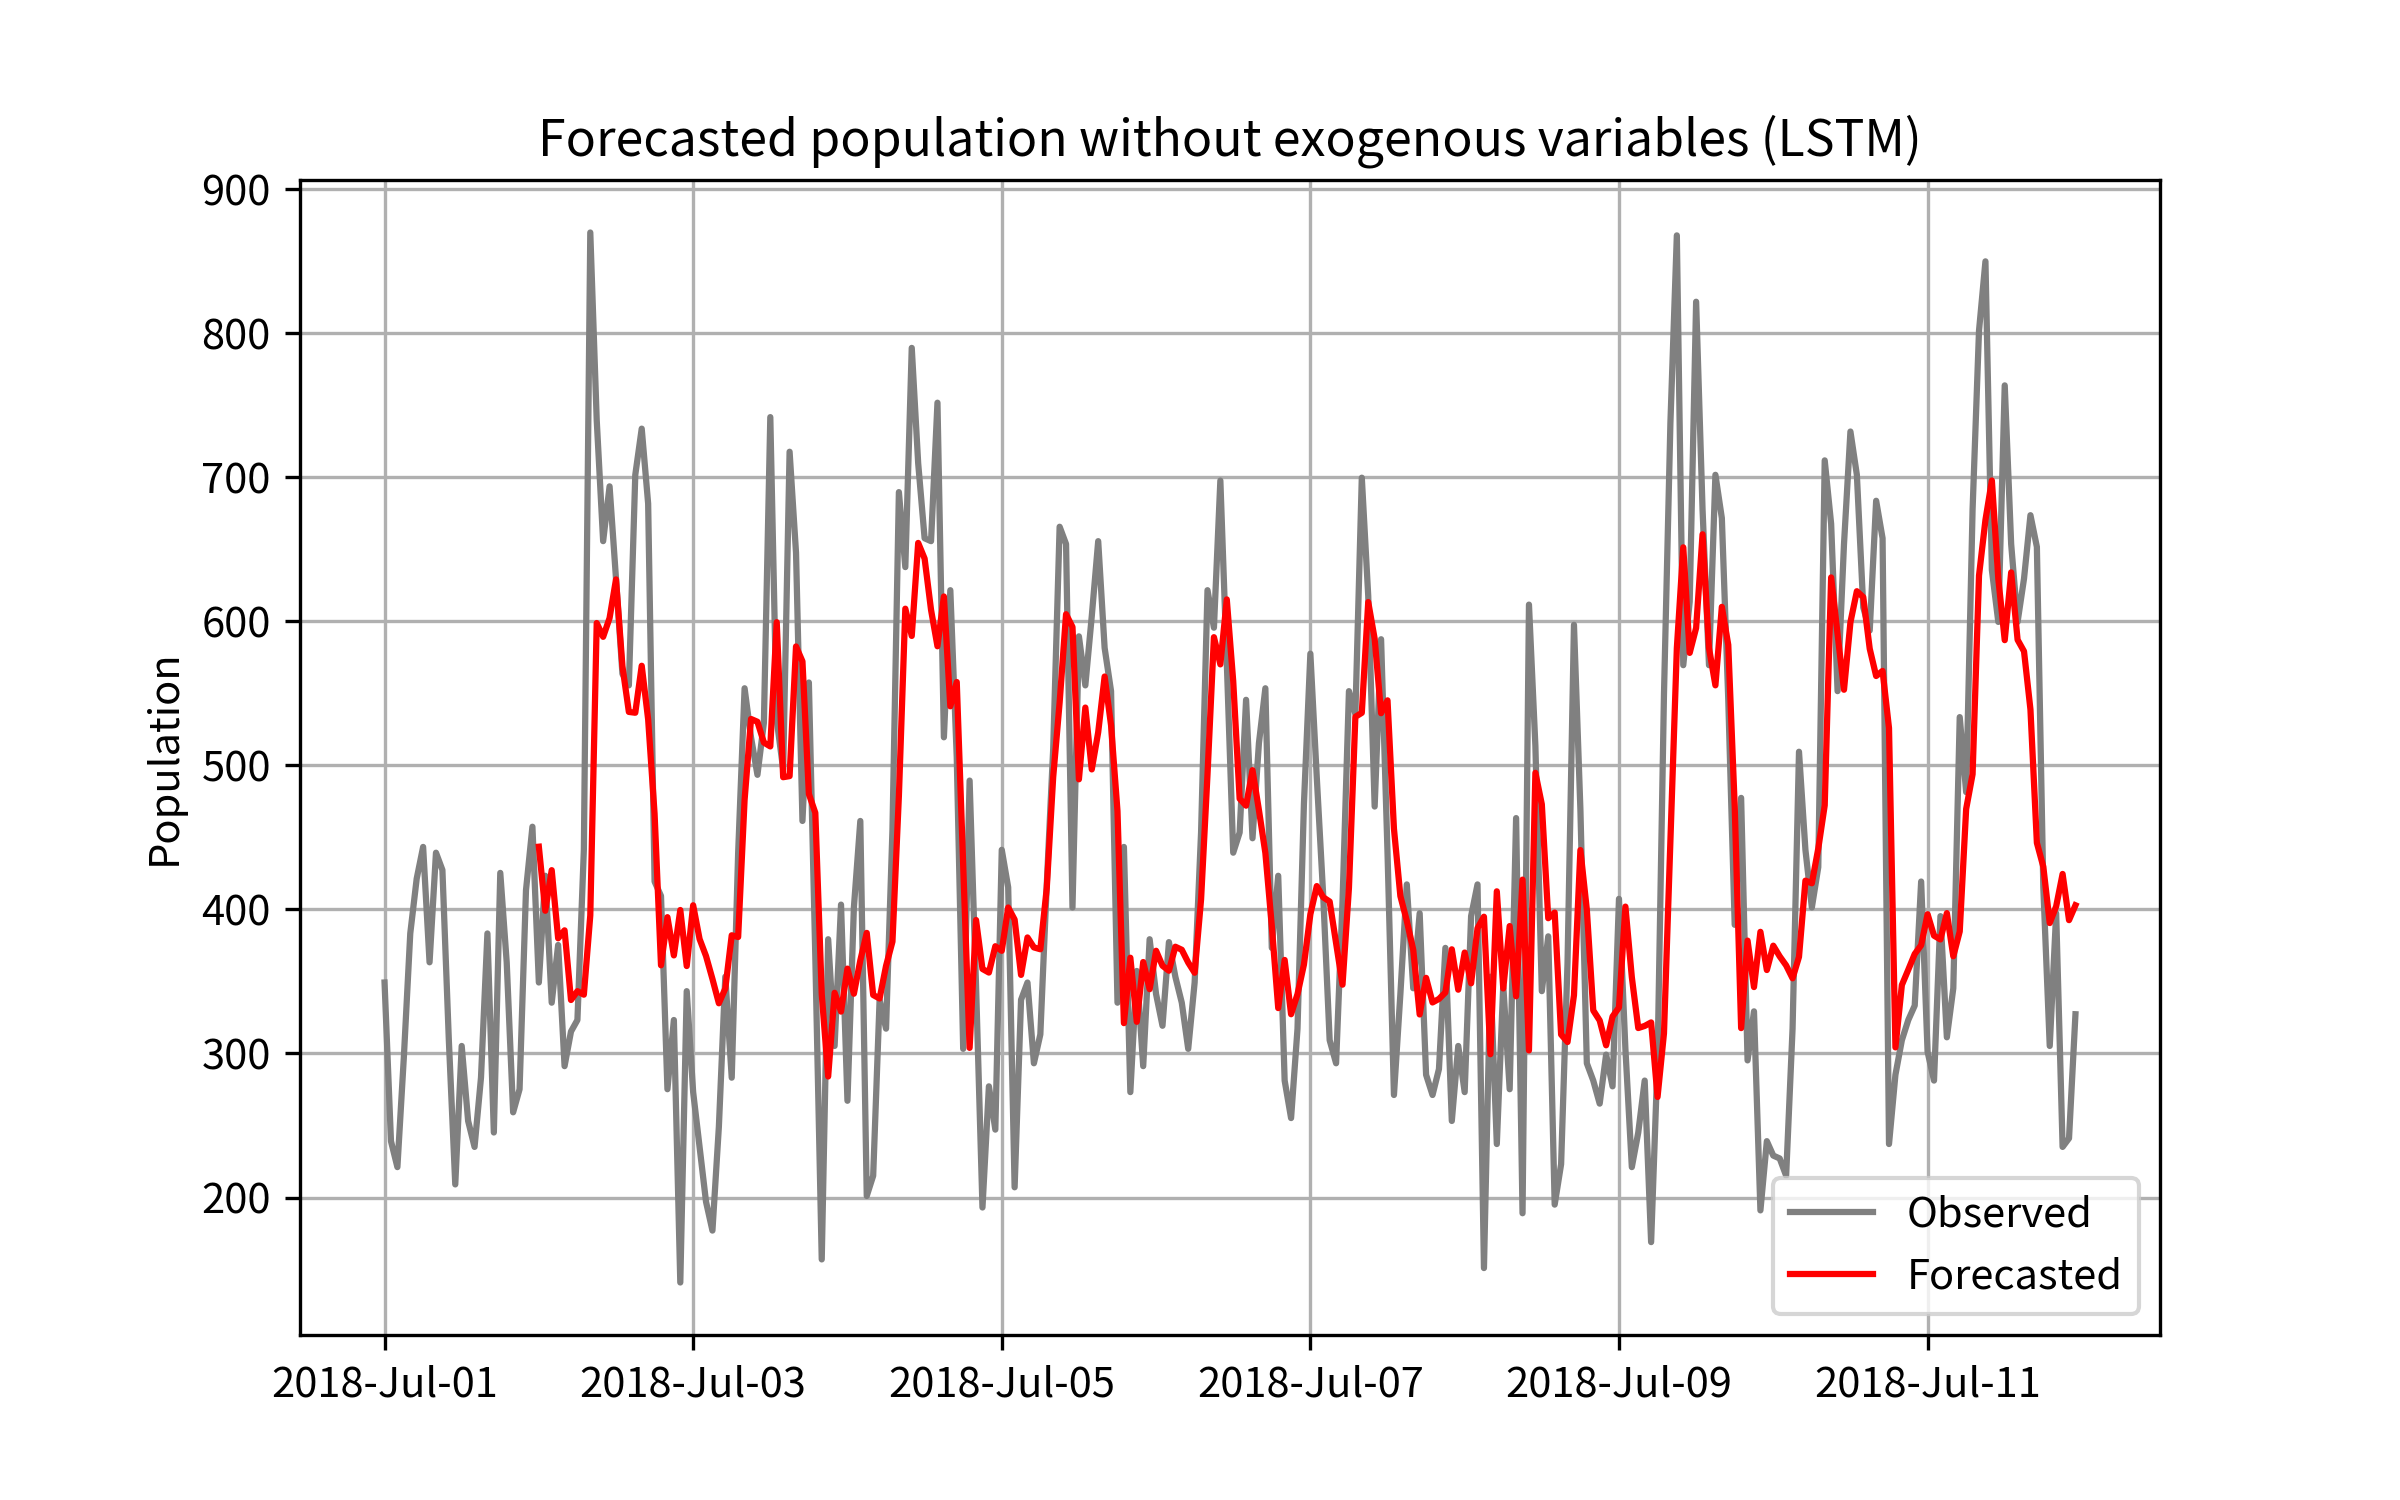 Forecasted population without exogenous variables (LSTM)
900
800
700
600
500
400
300
200
Population
2018-Jul-01
2018-Jul-03
2018-Jul-05
2018-Jul-07
2018-Jul-09
2018-Jul-11
Observed
Forecasted